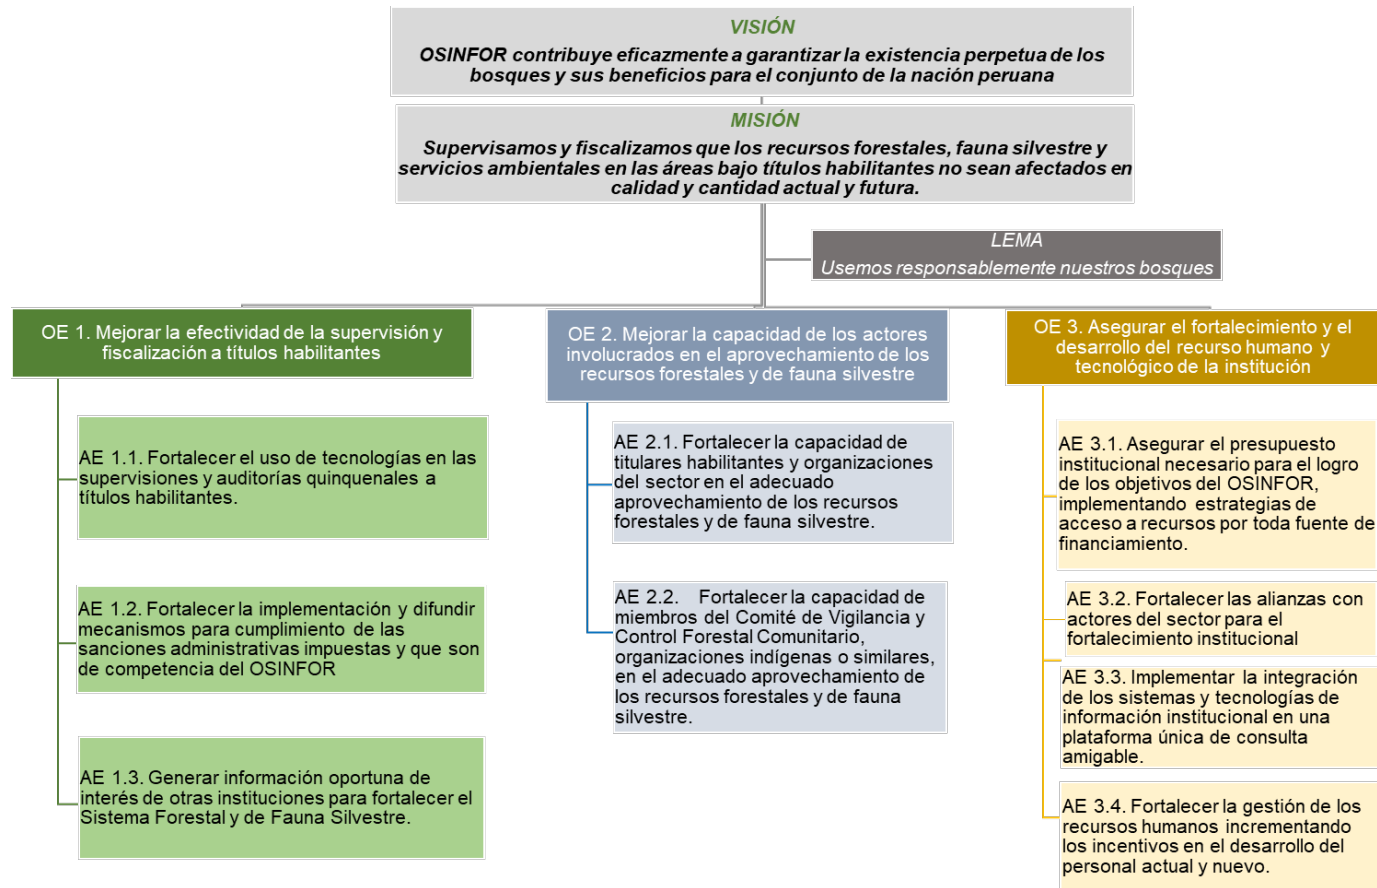 VISIÓN
OSINFOR contribuye eficazmente a garantizar la existencia perpetua de los
bosques y sus beneficios para el conjunto de la nación peruana
MISIÓN
Supervisamos y fiscalizamos que los recursos forestales, fauna silvestre y
servicios ambientales en las áreas bajo títulos habilitantes no sean afectados en
calidad y cantidad actual y futura.
LEMA
Usemos responsablemente nuestros bosques
OE 1. Mejorar la efectividad de la supervisión y
fiscalización a títulos habilitantes
AE 1.1. Fortalecer el uso de tecnologías en las
supervisiones y auditorías quinquenales a
títulos habilitantes.
AE 1.2. Fortalecer la implementación y difundir
mecanismos para cumplimiento de las
sanciones administrativas impuestas y que son
de competencia del OSINFOR
AE 1.3. Generar información oportuna de
interés de otras instituciones para fortalecer el
Sistema Forestal y de Fauna Silvestre.
OE 2. Mejorar la capacidad de los actores
involucrados en el aprovechamiento de los
recursos forestales y de fauna silvestre
AE 2.1. Fortalecer la capacidad de
titulares habilitantes y organizaciones
del sector en el adecuado
aprovechamiento de los recursos
forestales y de fauna silvestre.
AE 2.2. Fortalecer la capacidad de
miembros del Comité de Vigilancia y
Control Forestal Comunitario,
organizaciones indígenas o similares,
en el adecuado aprovechamiento de
los recursos forestales y de fauna
silvestre.
OE 3. Asegurar el fortalecimiento y el
desarrollo del recurso humano y
tecnológico de la institución
AE 3.1. Asegurar el presupuesto
institucional necesario para el logro
de los objetivos del OSINFOR,
implementando estrategias de
acceso a recursos por toda fuente de
financiamiento.
AE 3.2. Fortalecer las alianzas con
actores del sector para el
fortalecimiento institucional
AE 3.3. Implementar la integración
de los sistemas y tecnologías de
información institucional en una
plataforma única de consulta
amigable.
AE 3.4. Fortalecer la gestión de los
recursos humanos incrementando
los incentivos en el desarrollo del
personal actual y nuevo.